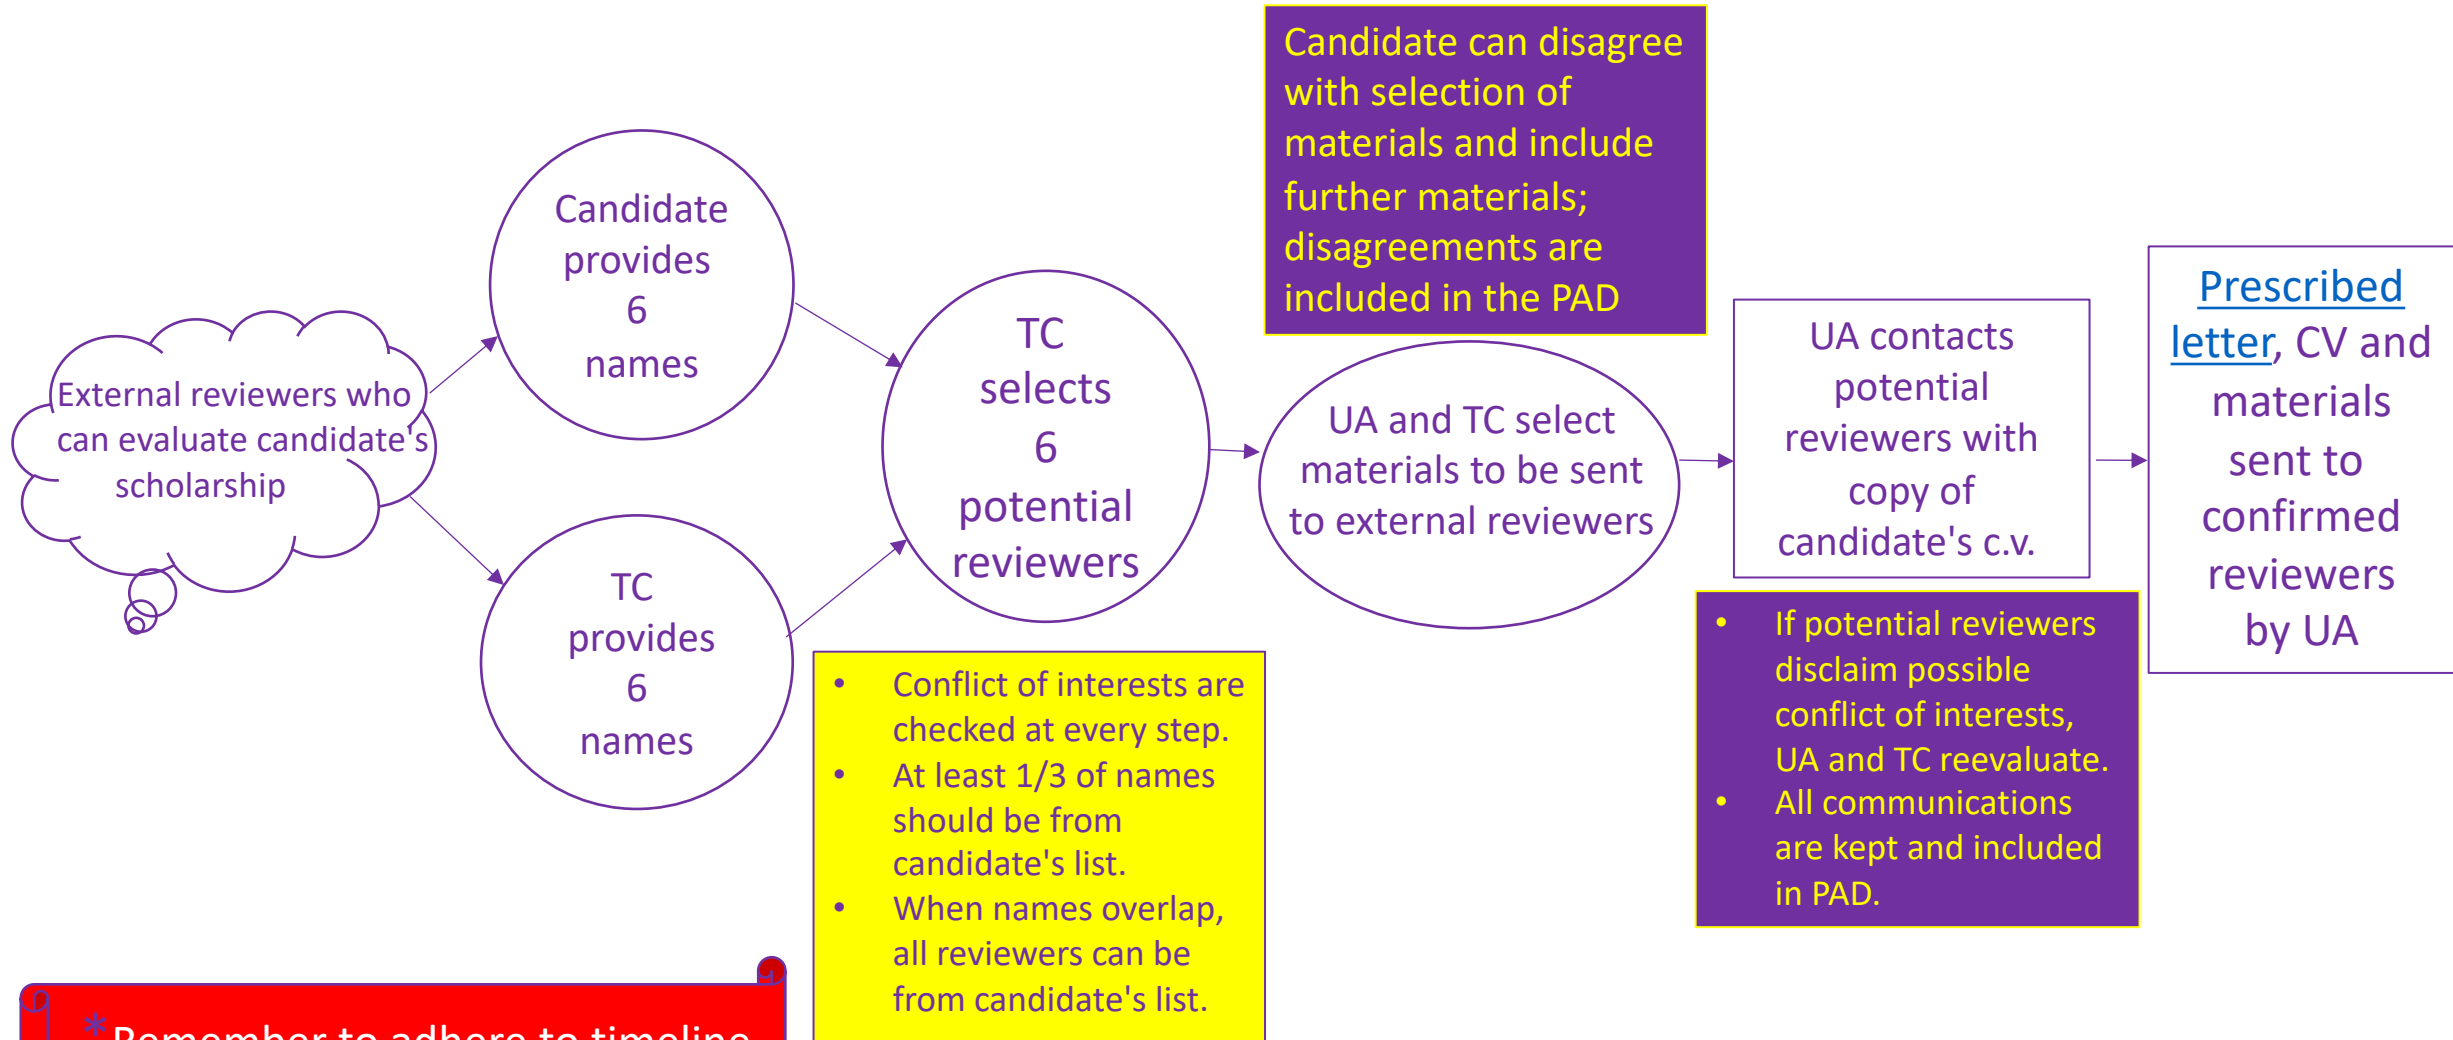 External reviewers who
can evaluate candidate's
scholarship
Candidate
provides
6
names
TC
provides
6
names
TC
selects
6
potential
reviewers
• Conflict of interests are
checked at every step.
• At least 1/3 of names
should be from
candidate's list.
• When names overlap,
all reviewers can be
from candidate's list.
Candidate can disagree
with selection of
materials and include
further materials;
disagreements are
included in the PAD
UA and TC select
materials to be sent
to external reviewers
UA contacts
potential
reviewers with
copy of
candidate's c.v.
• If potential reviewers
disclaim possible
conflict of interests,
UA and TC reevaluate.
• All communications
are kept and included
in PAD.
Prescribed
letter, CV and
materials
sent to
confirmed
reviewers
by UA
*Remember to adhere to timeline